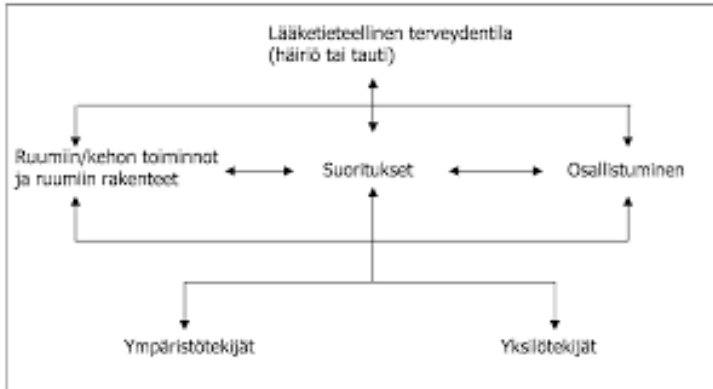 Lääketieteellinen terveydentila
(häiriö tai tauti)
Ruumiin/kehon toiminnot
ja ruumiin rakenteet
Suoritukset
Osallistuminen
Ympäristötekijät
Yksilötekijät